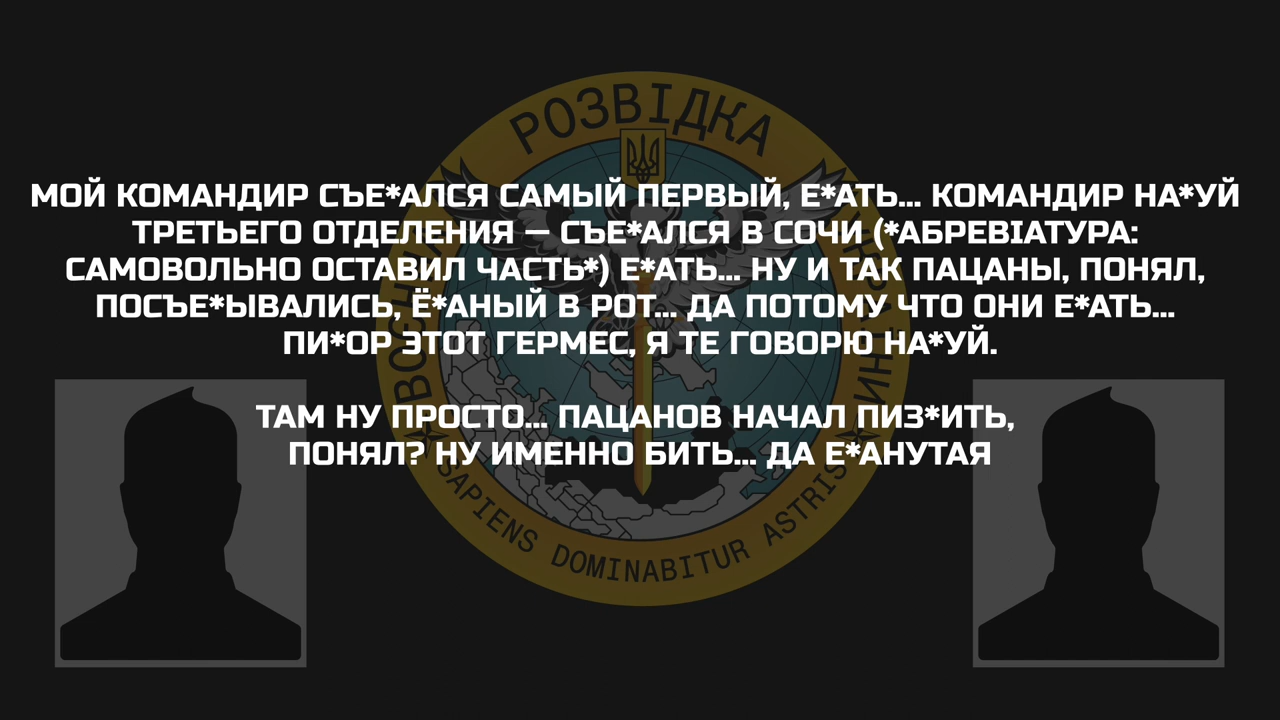 РОЗВІДКА
МОЙ КОМАНДИР СЪЕ*АЛСЯ САМЫЙ ПЕРВЫЙ, Е*АТЬ... КОМАНДИР НА*УЙ
ТРЕТЬЕГО ОТДЕЛЕНИЯ — СЪЕ*АЛСЯ В СОЧИ (*АБРЕВІАТУРА:
САМОВОЛЬНО ОСТАВИЛ ЧАСТЬ*) Е*АТЬ... НУ И ТАК ПАЦАНЫ, ПОНЯЛ,
ПОСЪЕ*ЫВАЛИСЬ, Ё*АНЫЙ В РОТ... ДА ПОТОМУ ЧТО ОНИ Е*АТЬ...
ПИ*ОР ЭТОТ ГЕРМЕС, Я ТЕ ГОВОРЮ НА*УЙ.
ТАМ НУ ПРОСТО... ПАЦАНОВ НАЧАЛ ПИЗ*ИТЬ,
ПОНЯЛ? НУ ИМЕННО БИТЬ... ДА Е*АНУТАЯ
SAPIENS DOMINABITUR ASTRIS